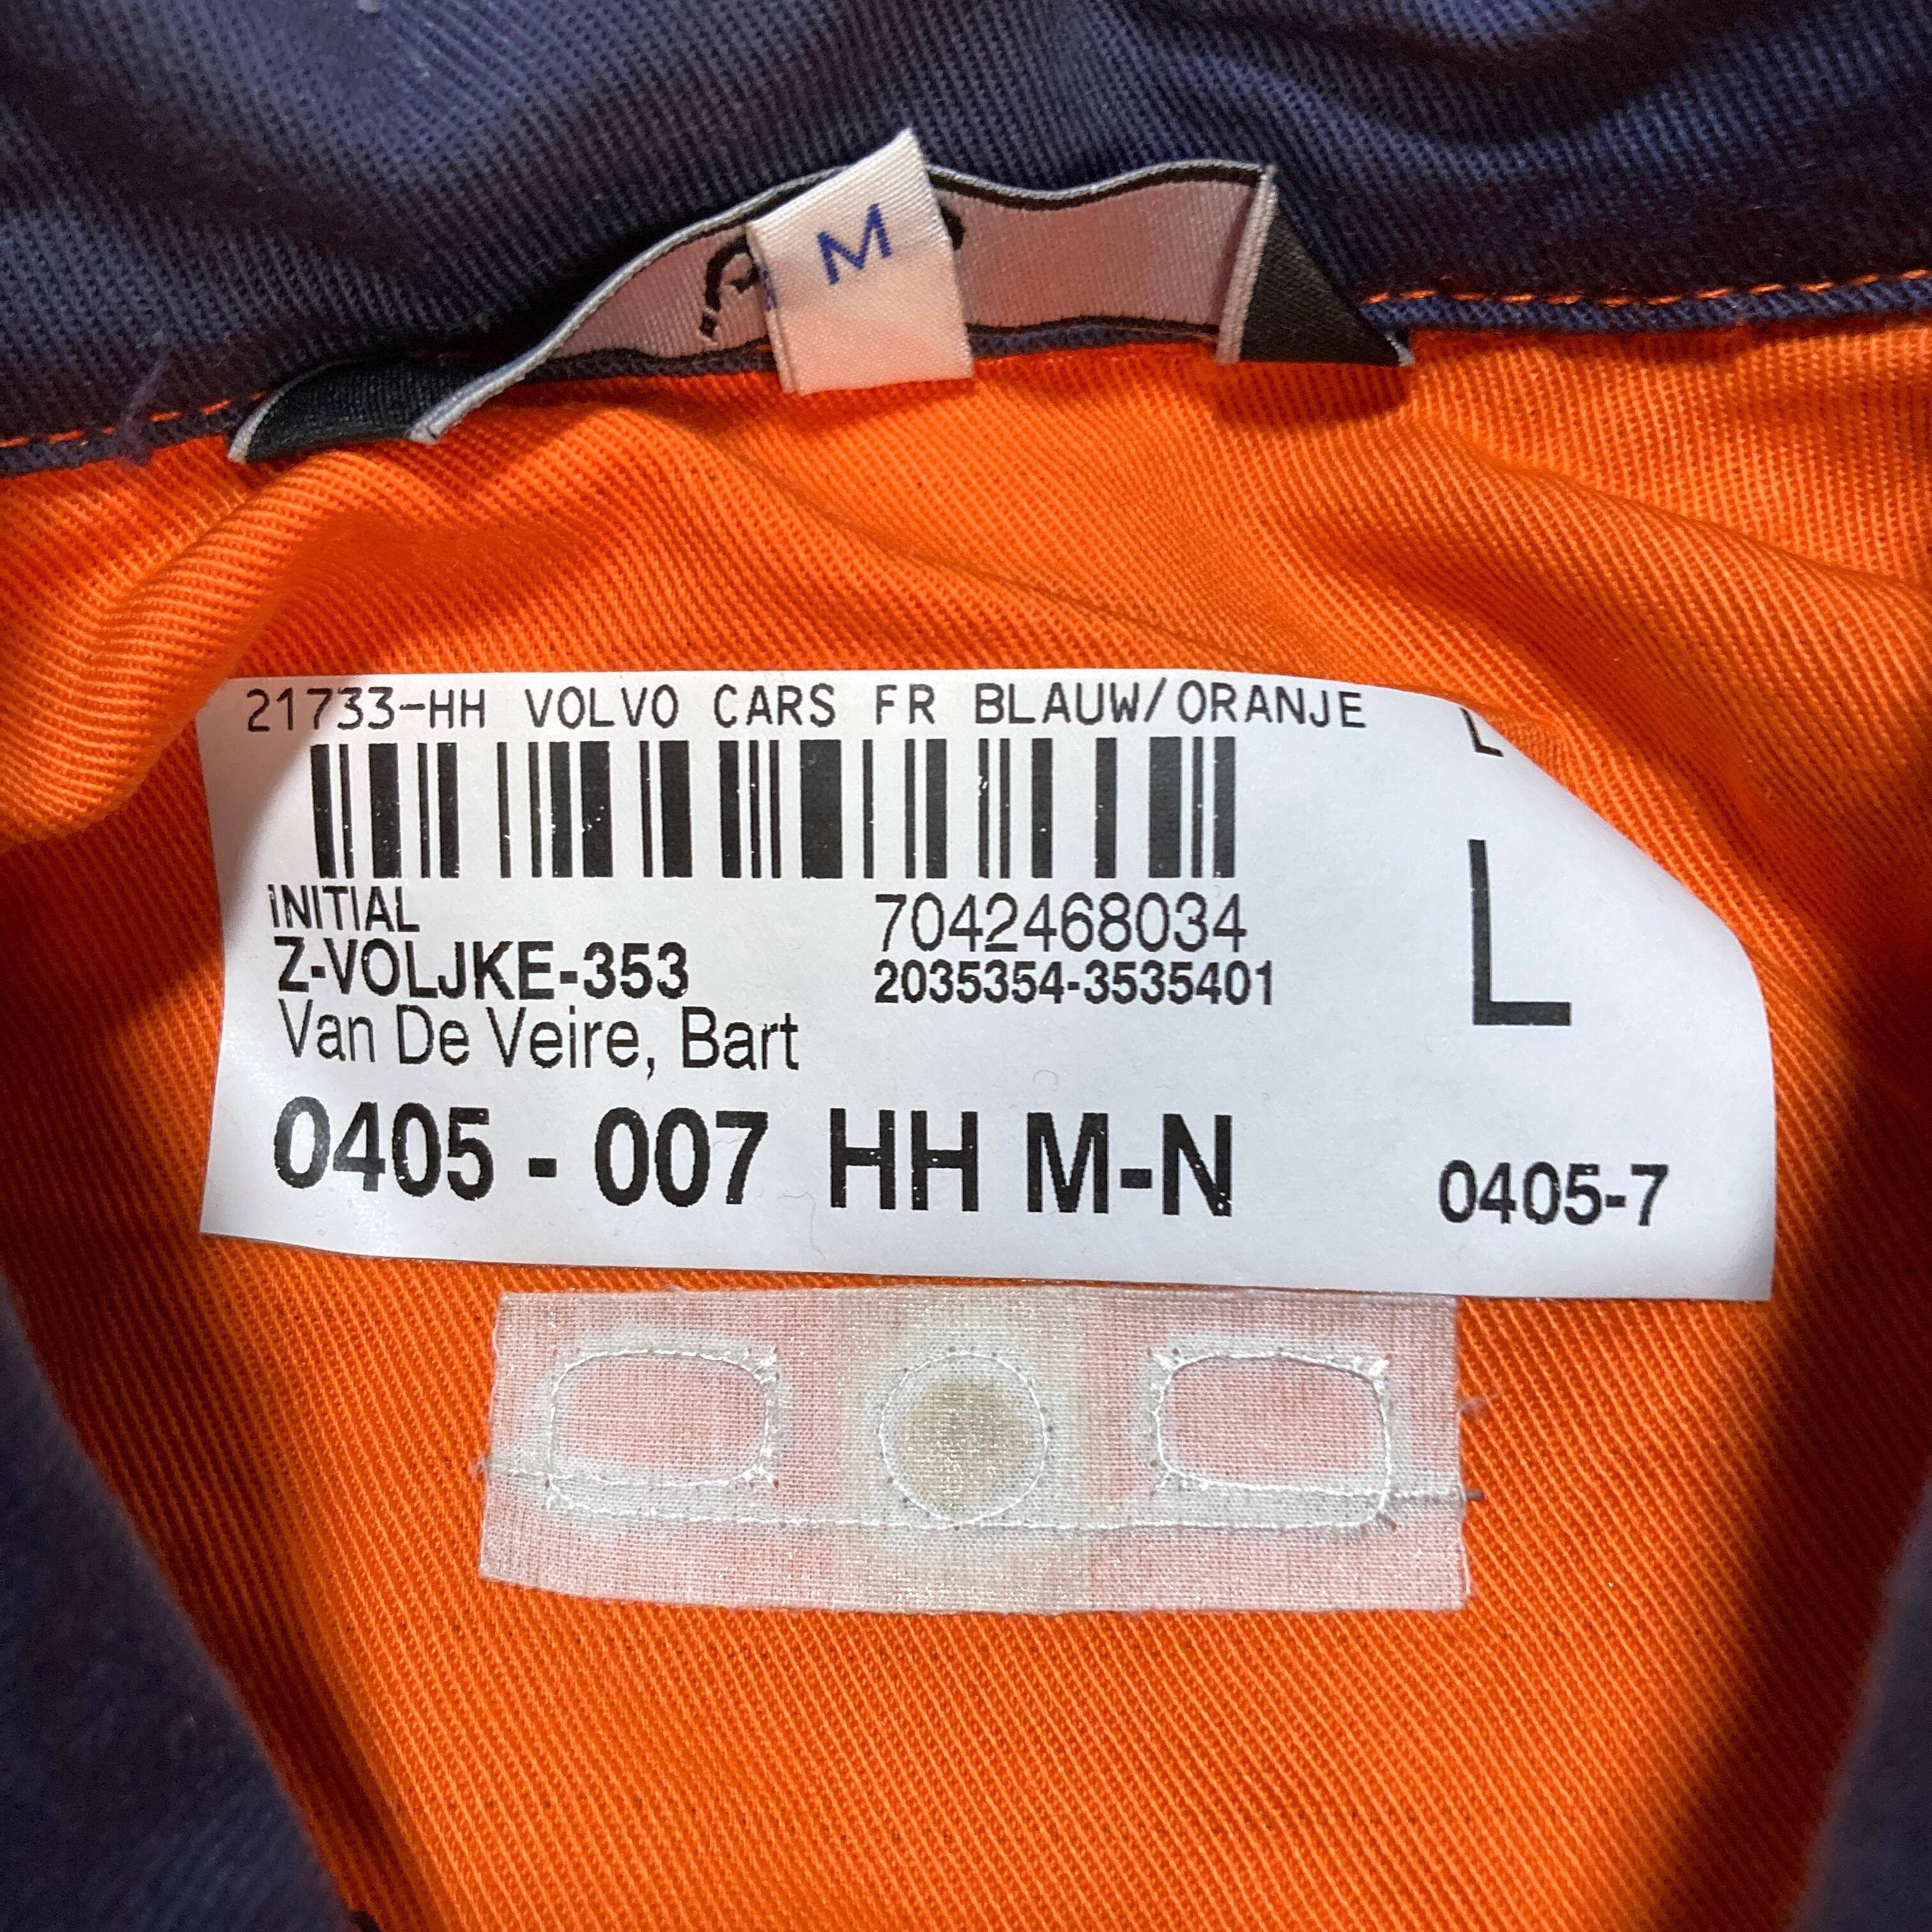 M
21733-HH VOLVO CARS FR BLAUW/ORANJE L
INITIAL 7042468034 L
Z-VOLJKE-353 2035354-3535401
Van De Veire, Bart
0405 - 007 HH M-N 0405-7